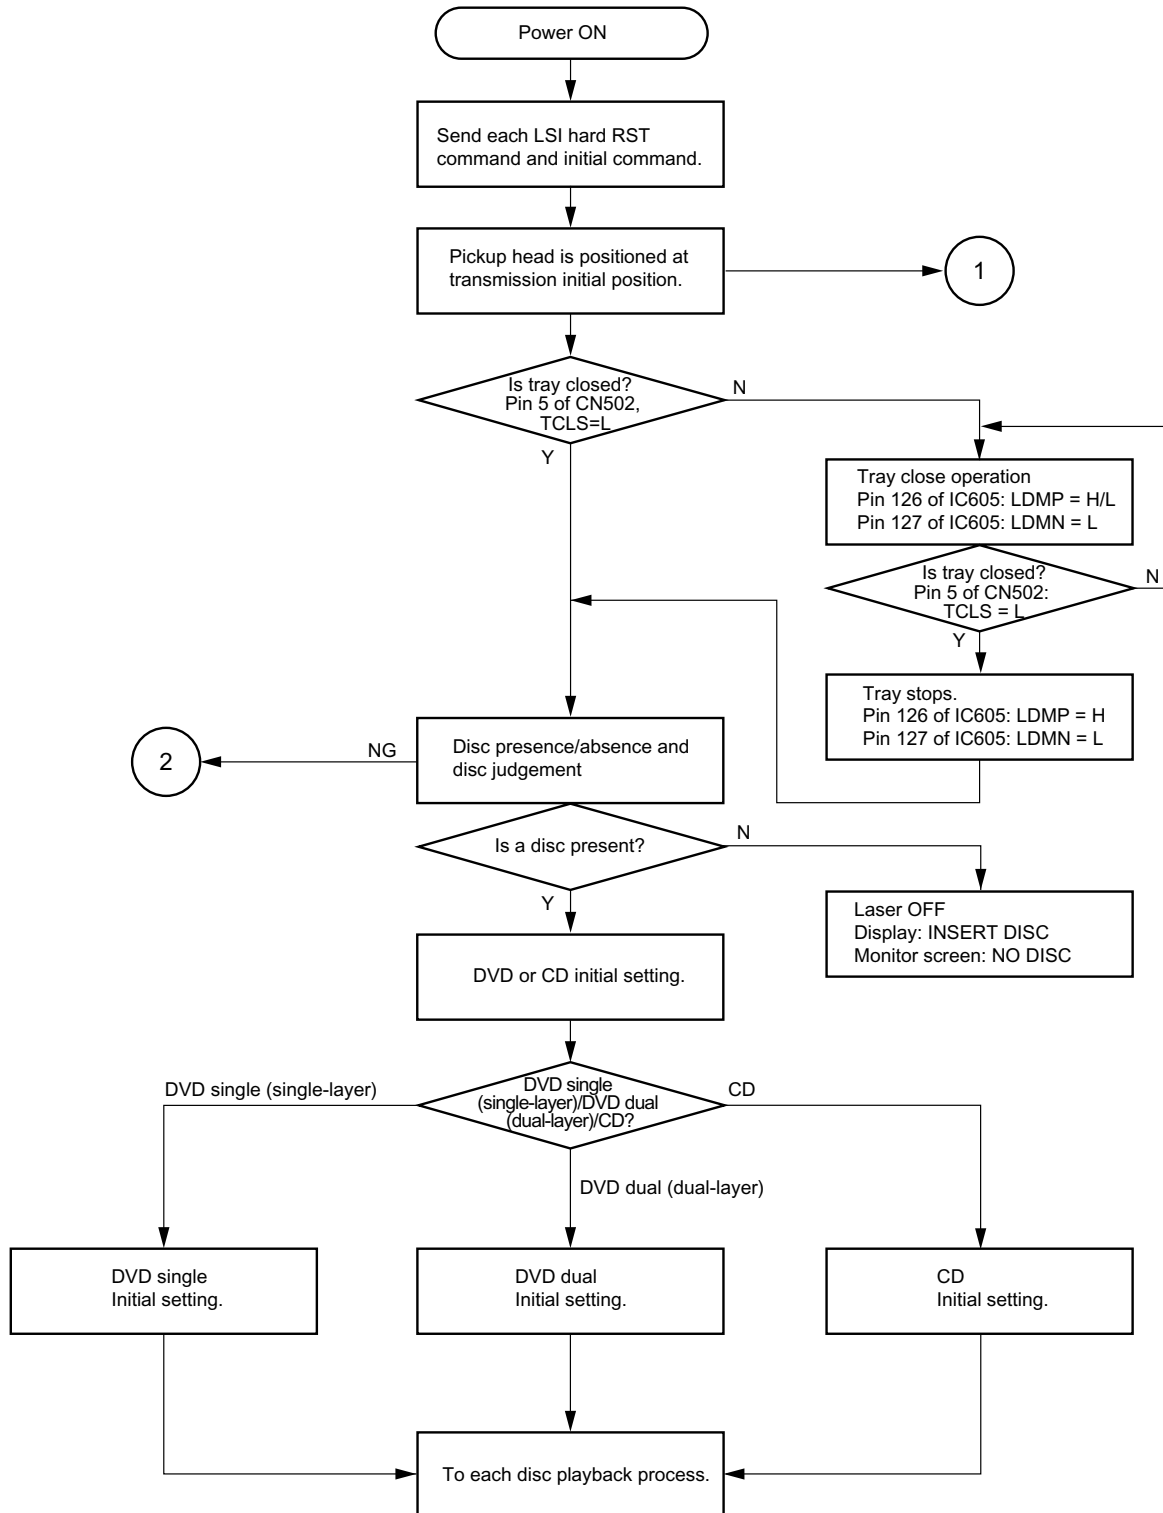 Power ON
Send each LSI hard RST
command and initial command.
Pickup head is positioned at
transmission initial position.
1
Is tray closed?
Pin 5 of CN502,
TCLS=L
N
Y
Tray close operation
Pin 126 of IC605: LDMP = H/L
Pin 127 of IC605: LDMN = L
Is tray closed?
Pin 5 of CN502:
TCLS = L
N
Y
Tray stops.
Pin 126 of IC605: LDMP = H
Pin 127 of IC605: LDMN = L
Disc presence/absence and
disc judgement
NG
2
Is a disc present?
N
Y
Laser OFF
Display: INSERT DISC
Monitor screen: NO DISC
DVD or CD initial setting.
DVD single (single-layer)
DVD single
(single-layer)/DVD dual
(dual-layer)/CD?
CD
DVD dual (dual-layer)
DVD single
Initial setting.
DVD dual
Initial setting.
CD
Initial setting.
To each disc playback process.